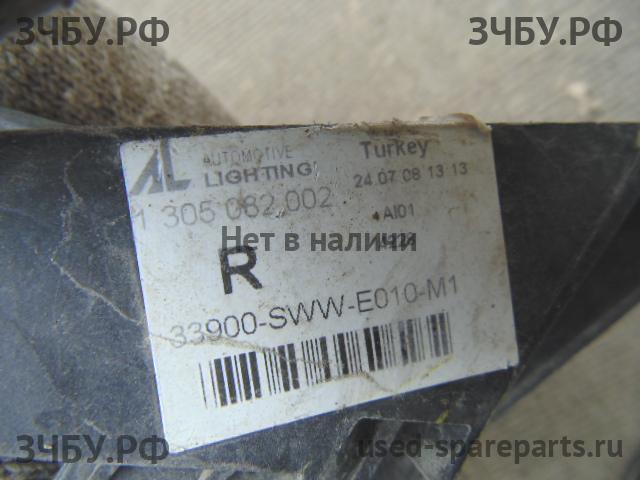 ЗЧБУ.РФ
ЗЧБУ.РФ
AL AUTOMOTIVE LIGHTING
Turkey
24.07.08 13 13
1 305 082 002
AI01
Нет в наличии
R
33900-SWW-E010-M1
ЗЧБУ.РФ
used-spareparts.ru